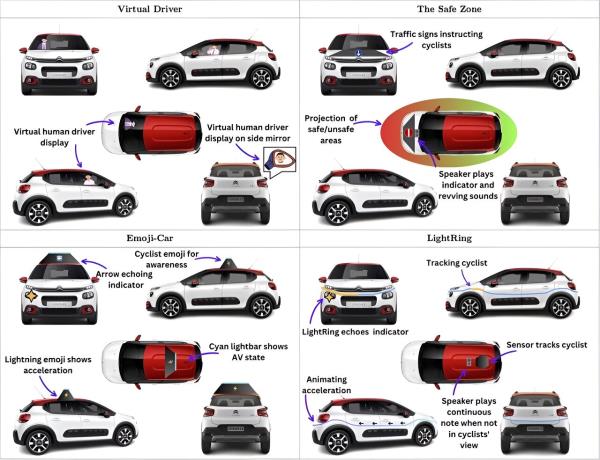 Virtual Driver
Virtual human driver
display
Virtual human driver
display on side mirror
The Safe Zone
Traffic signs instructing
cyclists
Projection of
safe/unsafe
areas
Speaker plays
indicator and
revving sounds
Emoji-Car
Arrow echoing
indicator
Cyclist emoji for
awareness
Cyan lightbar shows
AV state
Lightning emoji shows
acceleration
LightRing
Tracking cyclist
LightRing echoes indicator
Sensor tracks cyclist
Animating
acceleration
Speaker plays
continuous
note when not
in cyclists'
view